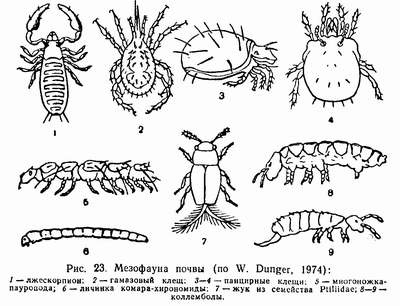 1
2
3
4
5
6
7
8
9
Рис. 23. Мезофауна почвы (по W. Dunger, 1974):
1 — лжескорпион; 2 — гамазовый клещ; 3—4 — панцирные клещи; 5 — многоножка-
пауропода; 6 — личинка комара-хирономиды; 7 — жук из семейства Ptiliidae; 8—9 —
коллемболы.